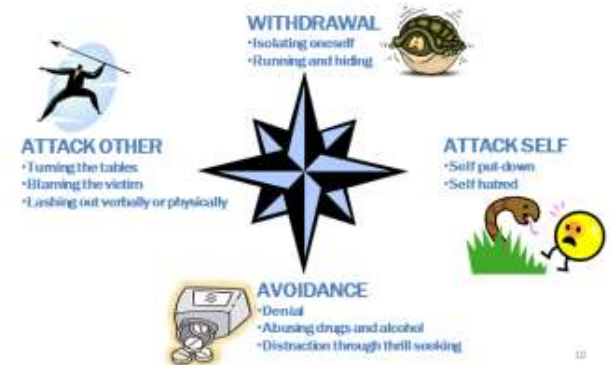 WITHDRAWAL
•Isolating oneself
•Running and hiding
ATTACK OTHER
•Turning the tables
•Blaming the victim
•Lashing out verbally or physically
ATTACK SELF
•Self put-down
•Self hatred
AVOIDANCE
•Denial
•Abusing drugs and alcohol
•Distraction through thrill seeking
10